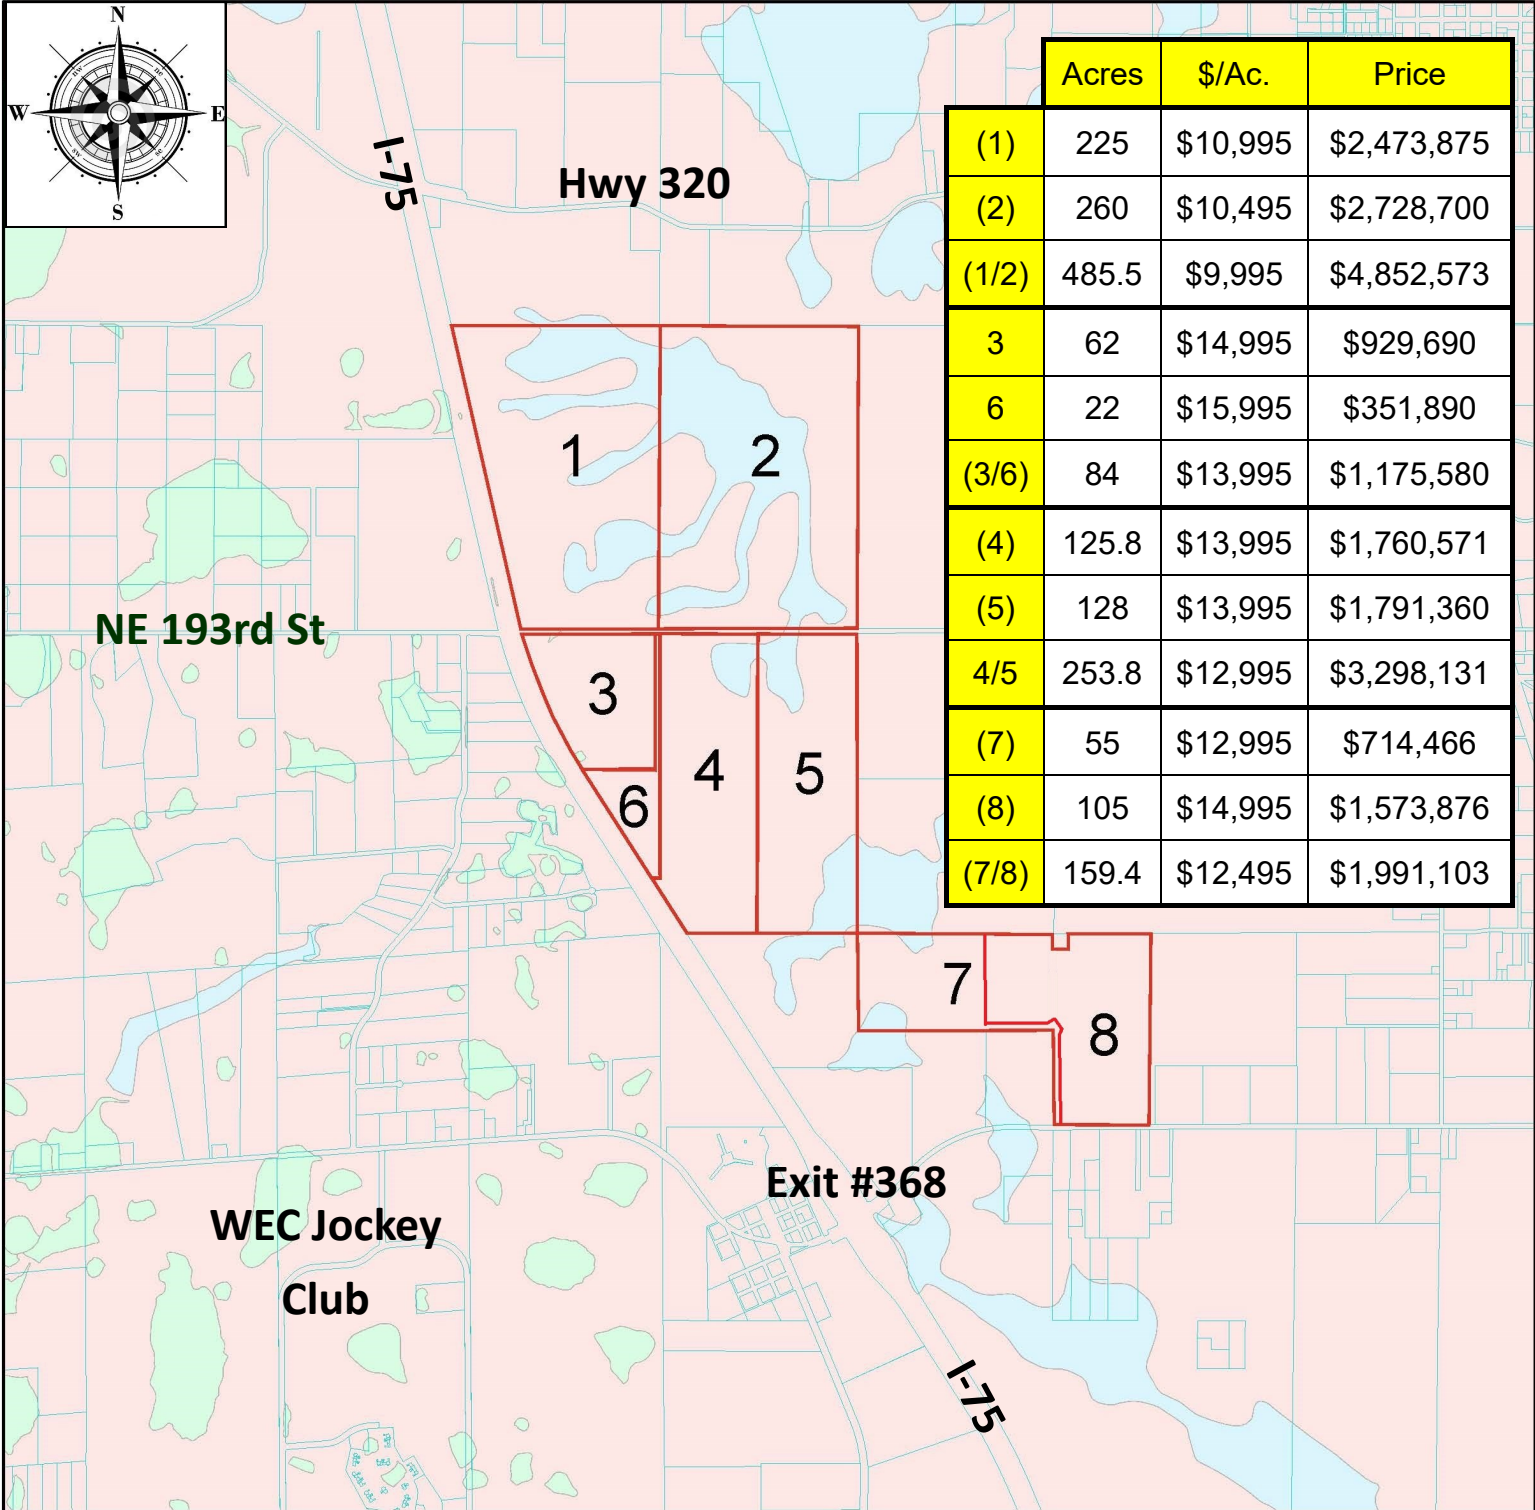 N
W E
S
nw ne
sw se
I-75
Hwy 320
Acres $/Ac. Price
(1) 225 $10,995 $2,473,875
(2) 260 $10,495 $2,728,700
(1/2) 485.5 $9,995 $4,852,573
3 62 $14,995 $929,690
6 22 $15,995 $351,890
(3/6) 84 $13,995 $1,175,580
(4) 125.8 $13,995 $1,760,571
(5) 128 $13,995 $1,791,360
4/5 253.8 $12,995 $3,298,131
(7) 55 $12,995 $714,466
(8) 105 $14,995 $1,573,876
(7/8) 159.4 $12,495 $1,991,103
1
2
NE 193rd St
3
4
5
6
7
8
Exit #368
WEC Jockey
Club
I-75